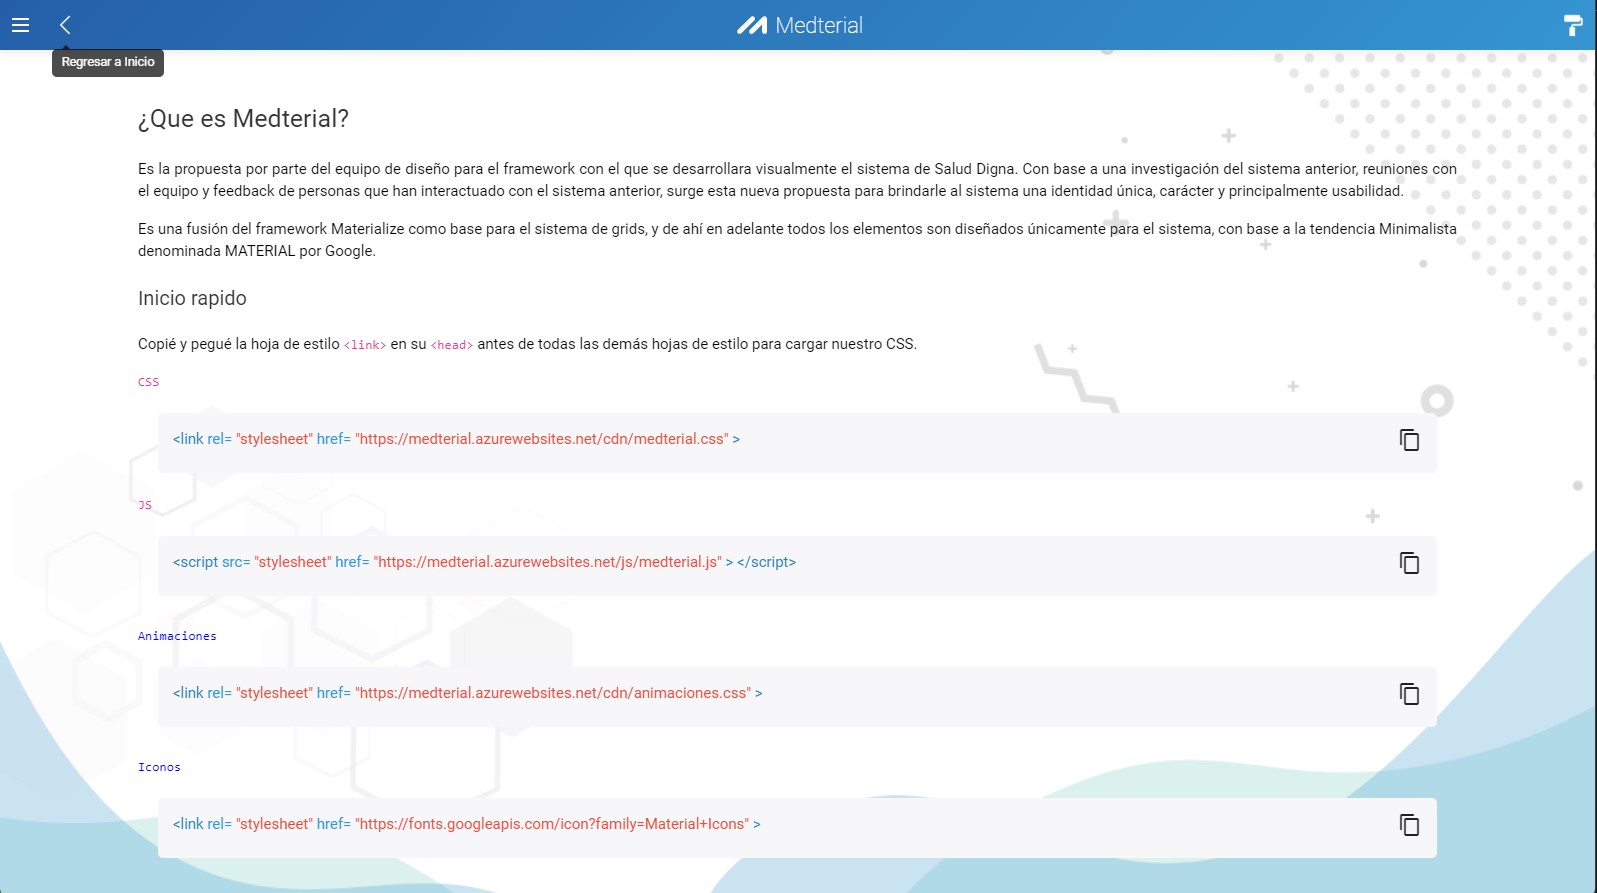 Medterial
Regresar a Inicio
¿Que es Medterial?
Es la propuesta por parte del equipo de diseño para el framework con el que se desarrollara visualmente el sistema de Salud Digna. Con base a una investigación del sistema anterior, reuniones con
el equipo y feedback de personas que han interactuado con el sistema anterior, surge esta nueva propuesta para brindarle al sistema una identidad única, carácter y principalmente usabilidad.
Es una fusión del framework Materialize como base para el sistema de grids, y de ahí en adelante todos los elementos son diseñados únicamente para el sistema, con base a la tendencia Minimalista
denominada MATERIAL por Google.
Inicio rapido
Copié y pegué la hoja de estilo <link> en su <head> antes de todas las demás hojas de estilo para cargar nuestro CSS.
CSS
<link rel= "stylesheet" href= "https://medterial.azurewebsites.net/cdn/medterial.css" >
JS
<script src= "stylesheet" href= "https://medterial.azurewebsites.net/js/medterial.js" > </script>
Animaciones
<link rel= "stylesheet" href= "https://medterial.azurewebsites.net/cdn/animaciones.css" >
Iconos
<link rel= "stylesheet" href= "https://fonts.googleapis.com/icon?family=Material+Icons" >